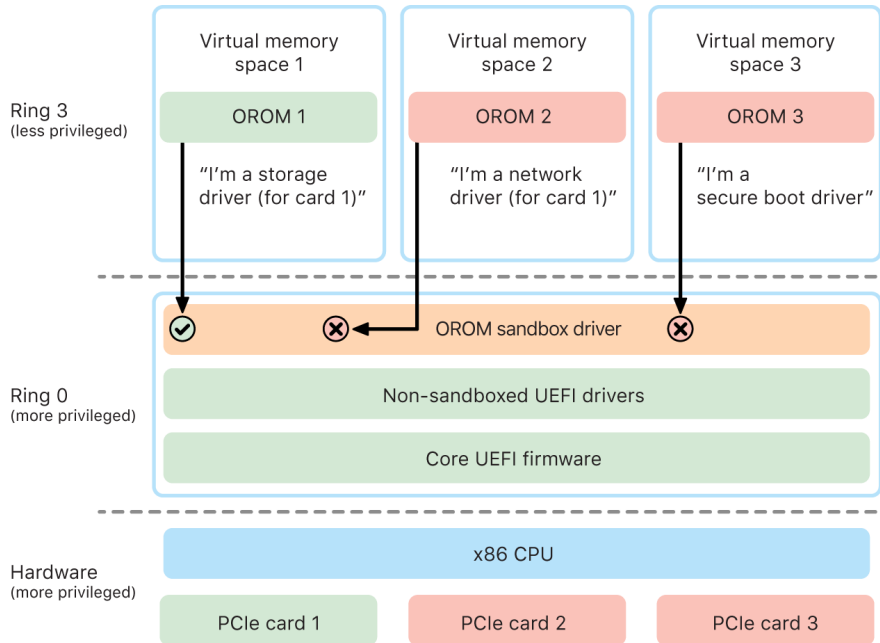 Virtual memory
space 1
Virtual memory
space 2
Virtual memory
space 3
Ring 3
(less privileged)
OROM 1
OROM 2
OROM 3
“I’m a storage
driver (for card 1)”
“I’m a network
driver (for card 1)”
“I’m a
secure boot driver”
OROM sandbox driver
Ring 0
(more privileged)
Non-sandboxed UEFI drivers
Core UEFI firmware
Hardware
(more privileged)
x86 CPU
PCIe card 1
PCIe card 2
PCIe card 3